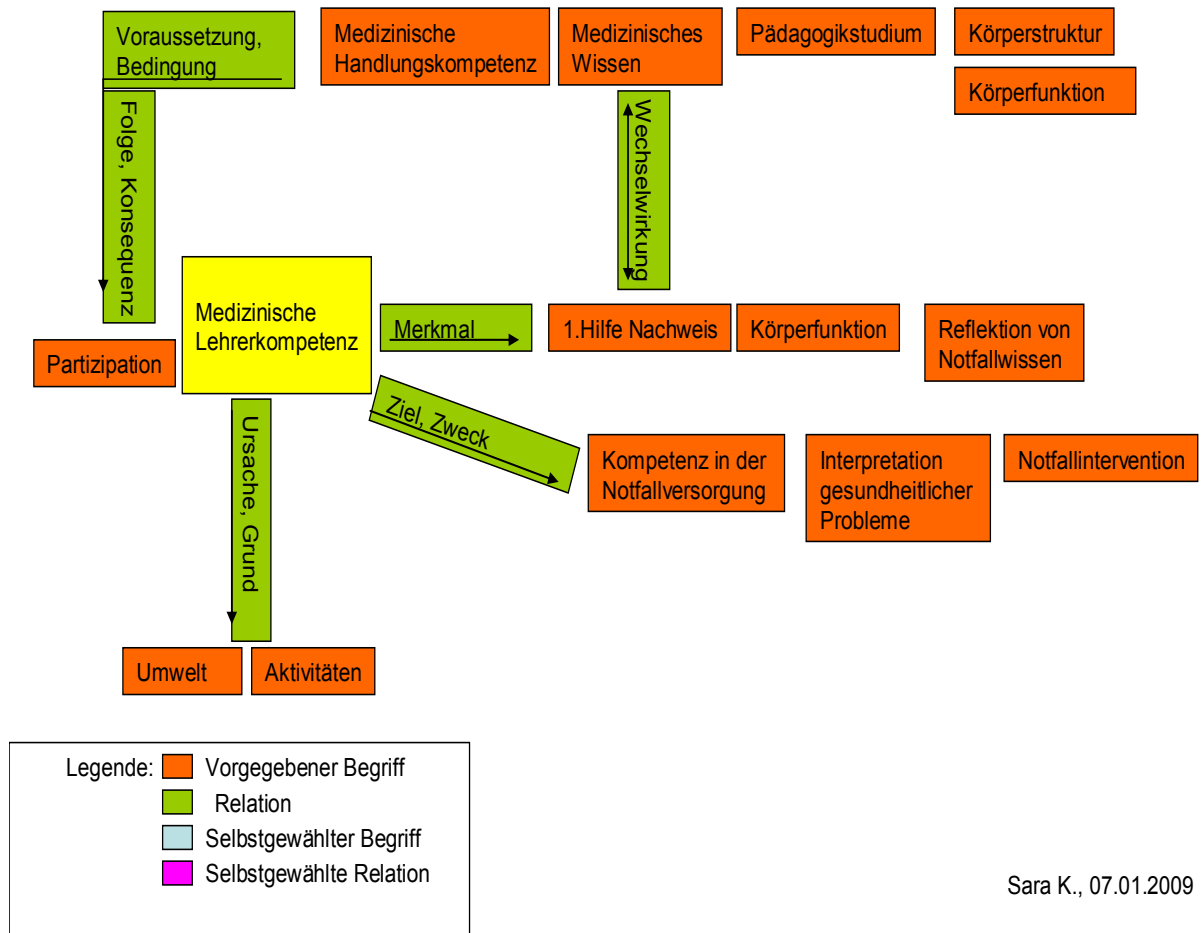 Voraussetzung,
Bedingung
Medizinische
Handlungskompetenz
Medizinisches
Wissen
Pädagogikstudium
Körperstruktur
Körperfunktion
Folge, Konsequenz
Wechselwirkung
Medizinische
Lehrerkompetenz
Merkmal
1.Hilfe Nachweis
Körperfunktion
Reflektion von
Notfallwissen
Partizipation
Ziel, Zweck
Ursache, Grund
Kompetenz in der
Notfallversorgung
Interpretation
gesundheitlicher
Probleme
Notfallintervention
Umwelt
Aktivitäten
Legende:
Vorgegebener Begriff
Relation
Selbstgewählter Begriff
Selbstgewählte Relation
Sara K., 07.01.2009